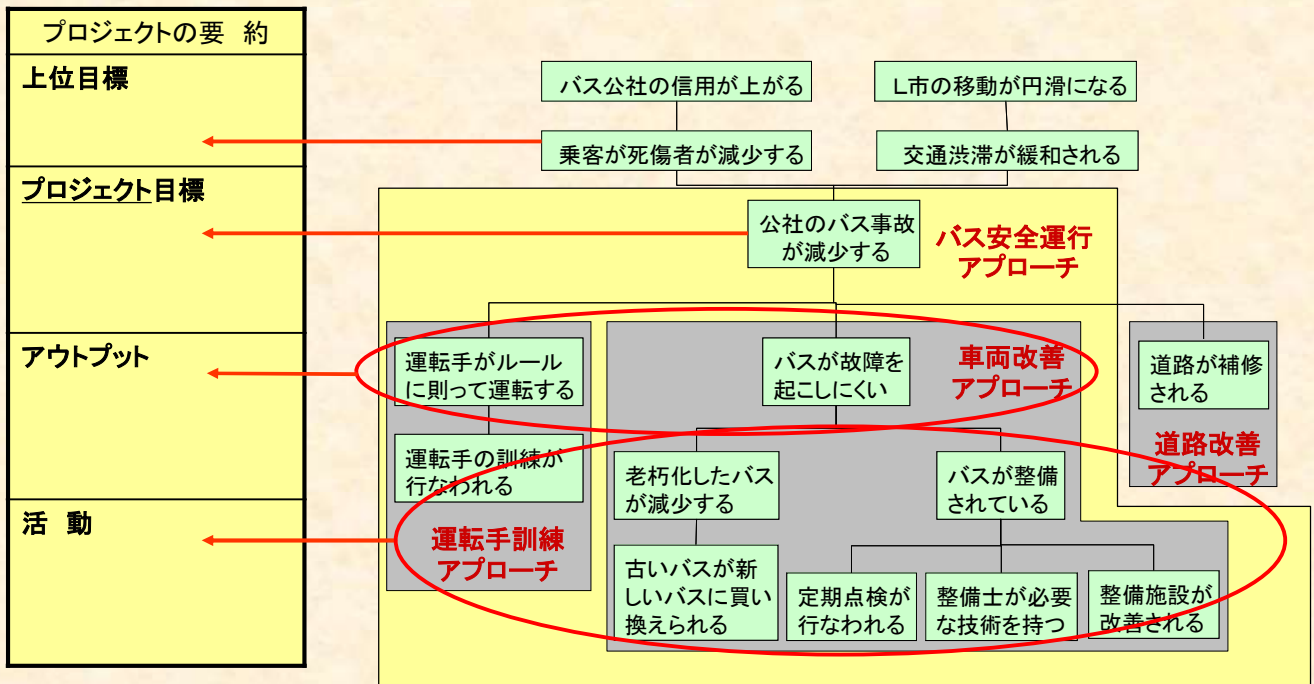 プロジェクトの要 約
上位目標
プロジェクト目標
アウトプット
活 動
バス公社の信用が上がる
L市の移動が円滑になる
乗客が死傷者が減少する
交通渋滞が緩和される
公社のバス事故
が減少する
バス安全運行
アプローチ
運転手がルール
に則って運転する
バスが故障を
起こしにくい
車両改善
アプローチ
道路が補修
される
運転手の訓練が
行なわれる
老朽化したバス
が減少する
バスが整備
されている
道路改善
アプローチ
運転手訓練
アプローチ
古いバスが新
しいバスに買い
換えられる
定期点検が
行なわれる
整備士が必要
な技術を持つ
整備施設が
改善される